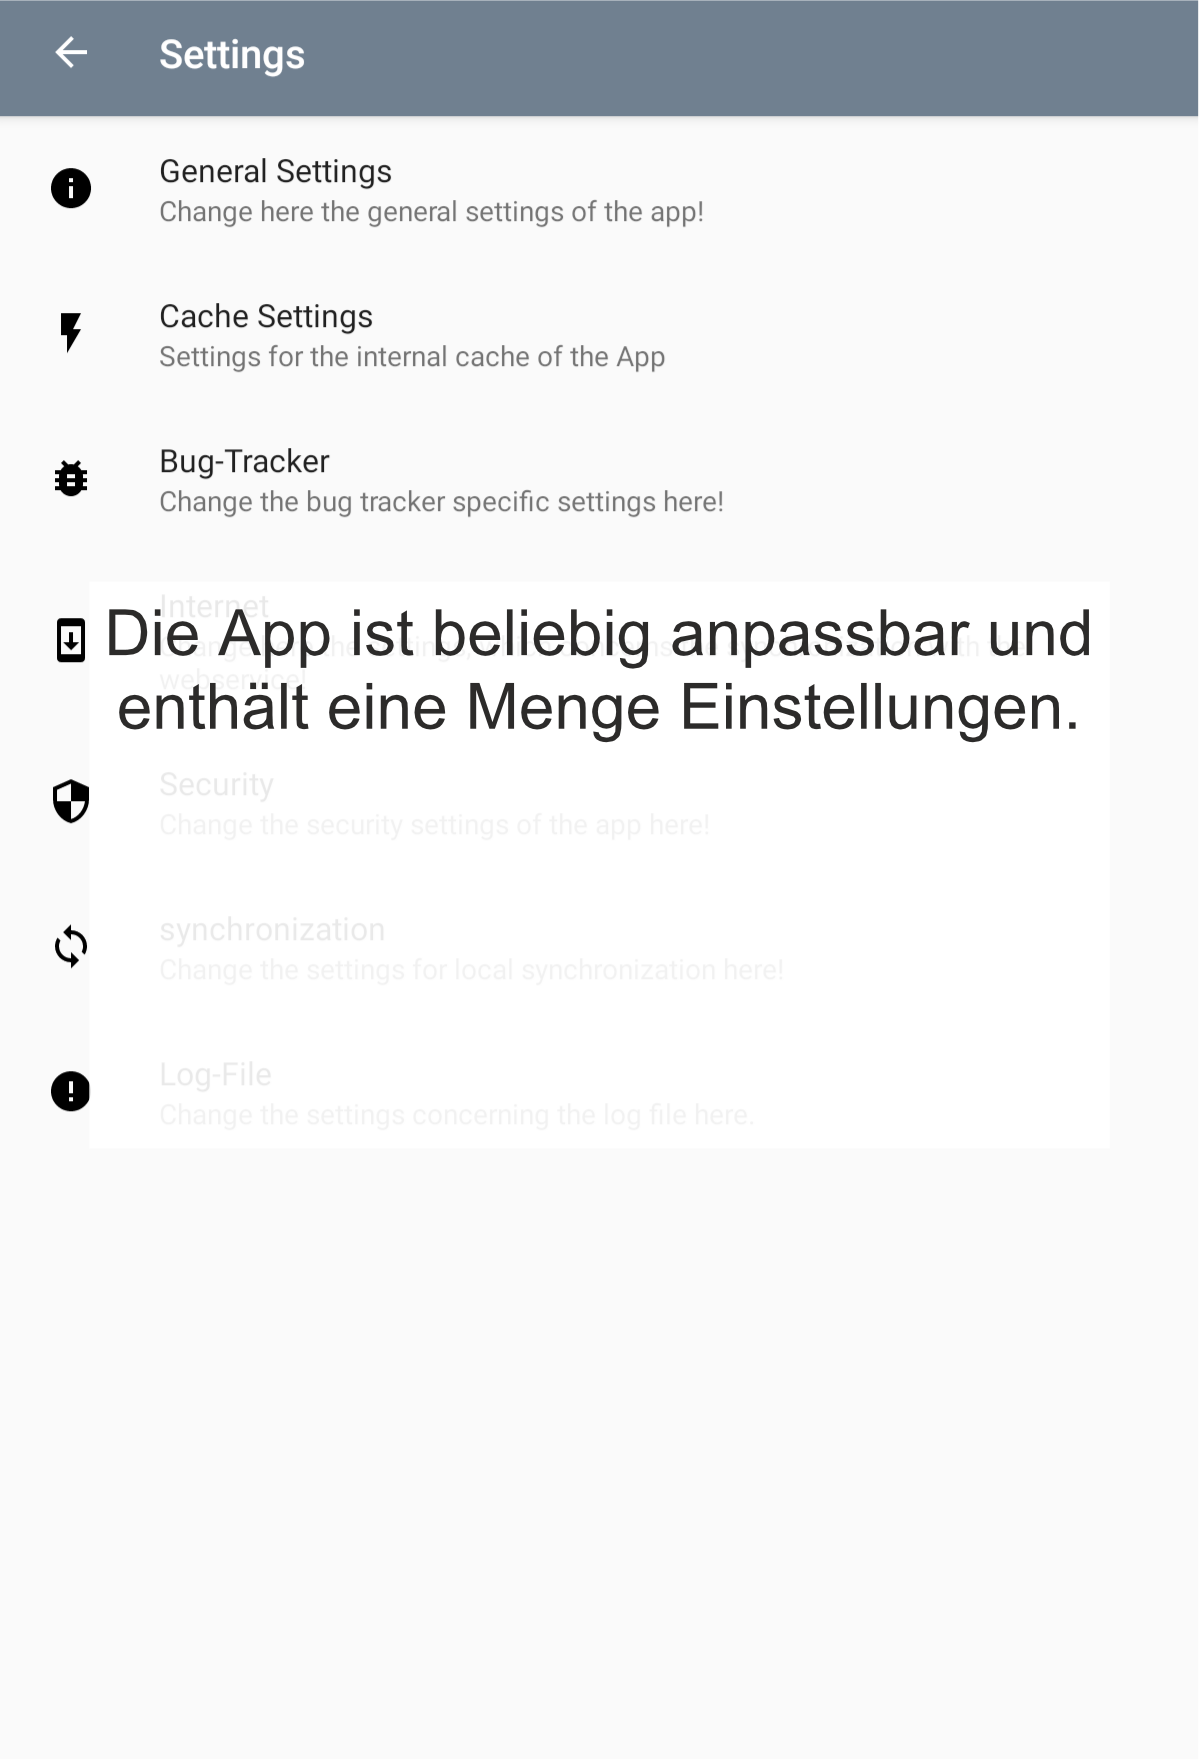 Settings
General Settings
Change here the general settings of the app!
Cache Settings
Settings for the internal cache of the App
Bug-Tracker
Change the bug tracker specific settings here!
Internet
webservice!
Die App ist beliebig anpassbar und
enthält eine Menge Einstellungen.
Security
Change the security settings of the app here!
synchronization
Change the settings for local synchronization here!
Log-File
Change the settings concerning the log file here.